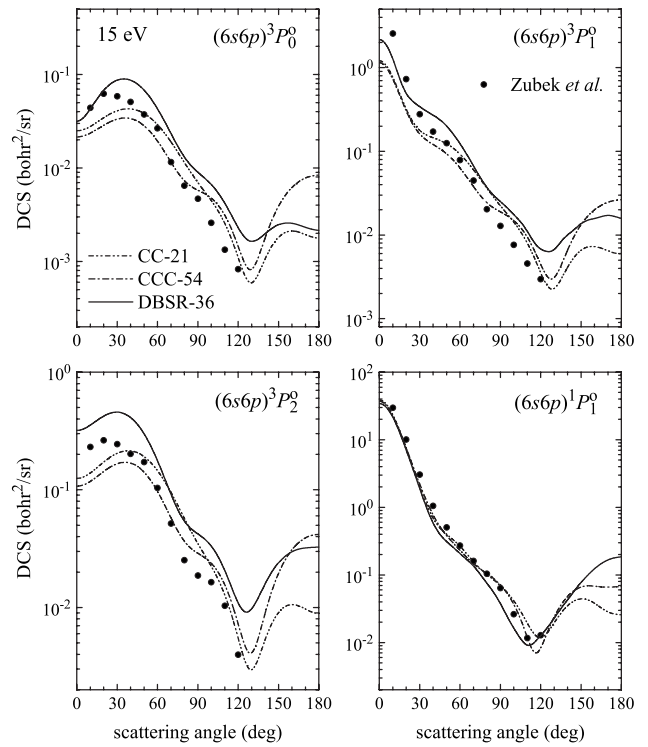 15 eV
(6s6p)³P₀ᵒ
DCS (bohr²/sr)
10⁻¹
10⁻²
10⁻³
CC-21
CCC-54
DBSR-36
0 30 60 90 120 150 180
(6s6p)³P₁ᵒ
Zubek et al.
10⁰
10⁻¹
10⁻²
10⁻³
0 30 60 90 120 150 180
(6s6p)³P₂ᵒ
DCS (bohr²/sr)
10⁰
10⁻¹
10⁻²
0 30 60 90 120 150 180
scattering angle (deg)
(6s6p)¹P₁ᵒ
10²
10¹
10⁰
10⁻¹
10⁻²
0 30 60 90 120 150 180
scattering angle (deg)